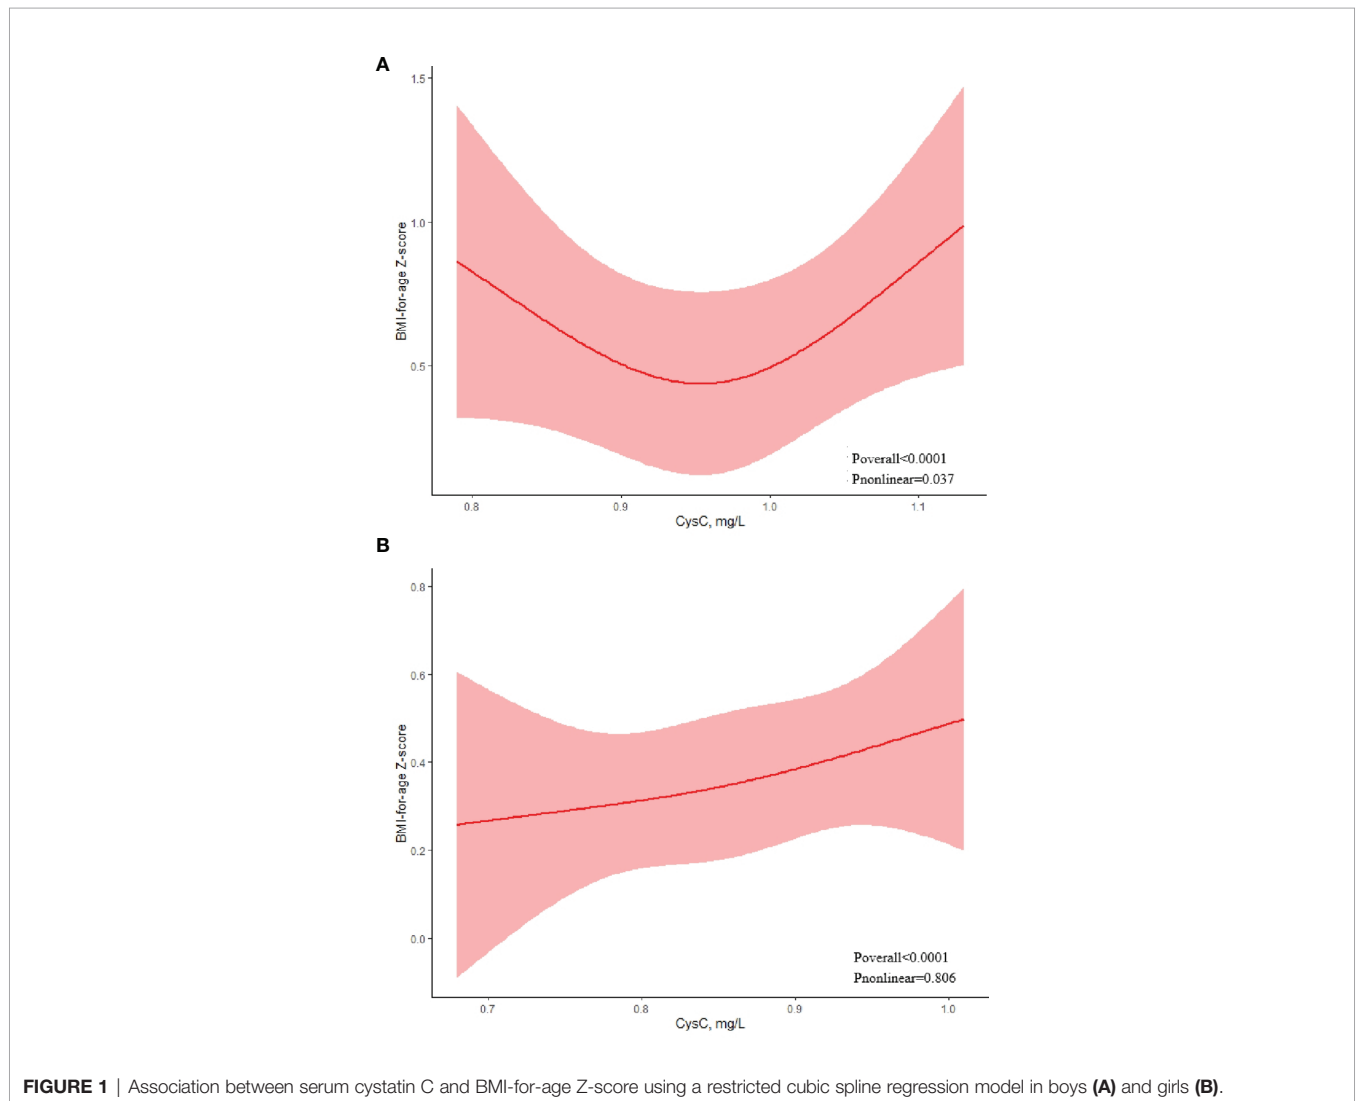 A
1.5
1.0
0.5
BMI-for-age Z-score
Poverall<0.0001
Pnonlinear=0.037
0.8 0.9 1.0 1.1
CysC, mg/L
B
0.8
0.6
0.4
0.2
0.0
BMI-for-age Z-score
Poverall<0.0001
Pnonlinear=0.806
0.7 0.8 0.9 1.0
CysC, mg/L
FIGURE 1 | Association between serum cystatin C and BMI-for-age Z-score using a restricted cubic spline regression model in boys (A) and girls (B).